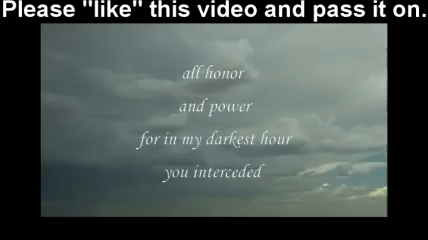 Please "like" this video and pass it on.
all honor
and power
for in my darkest hour
you interceded